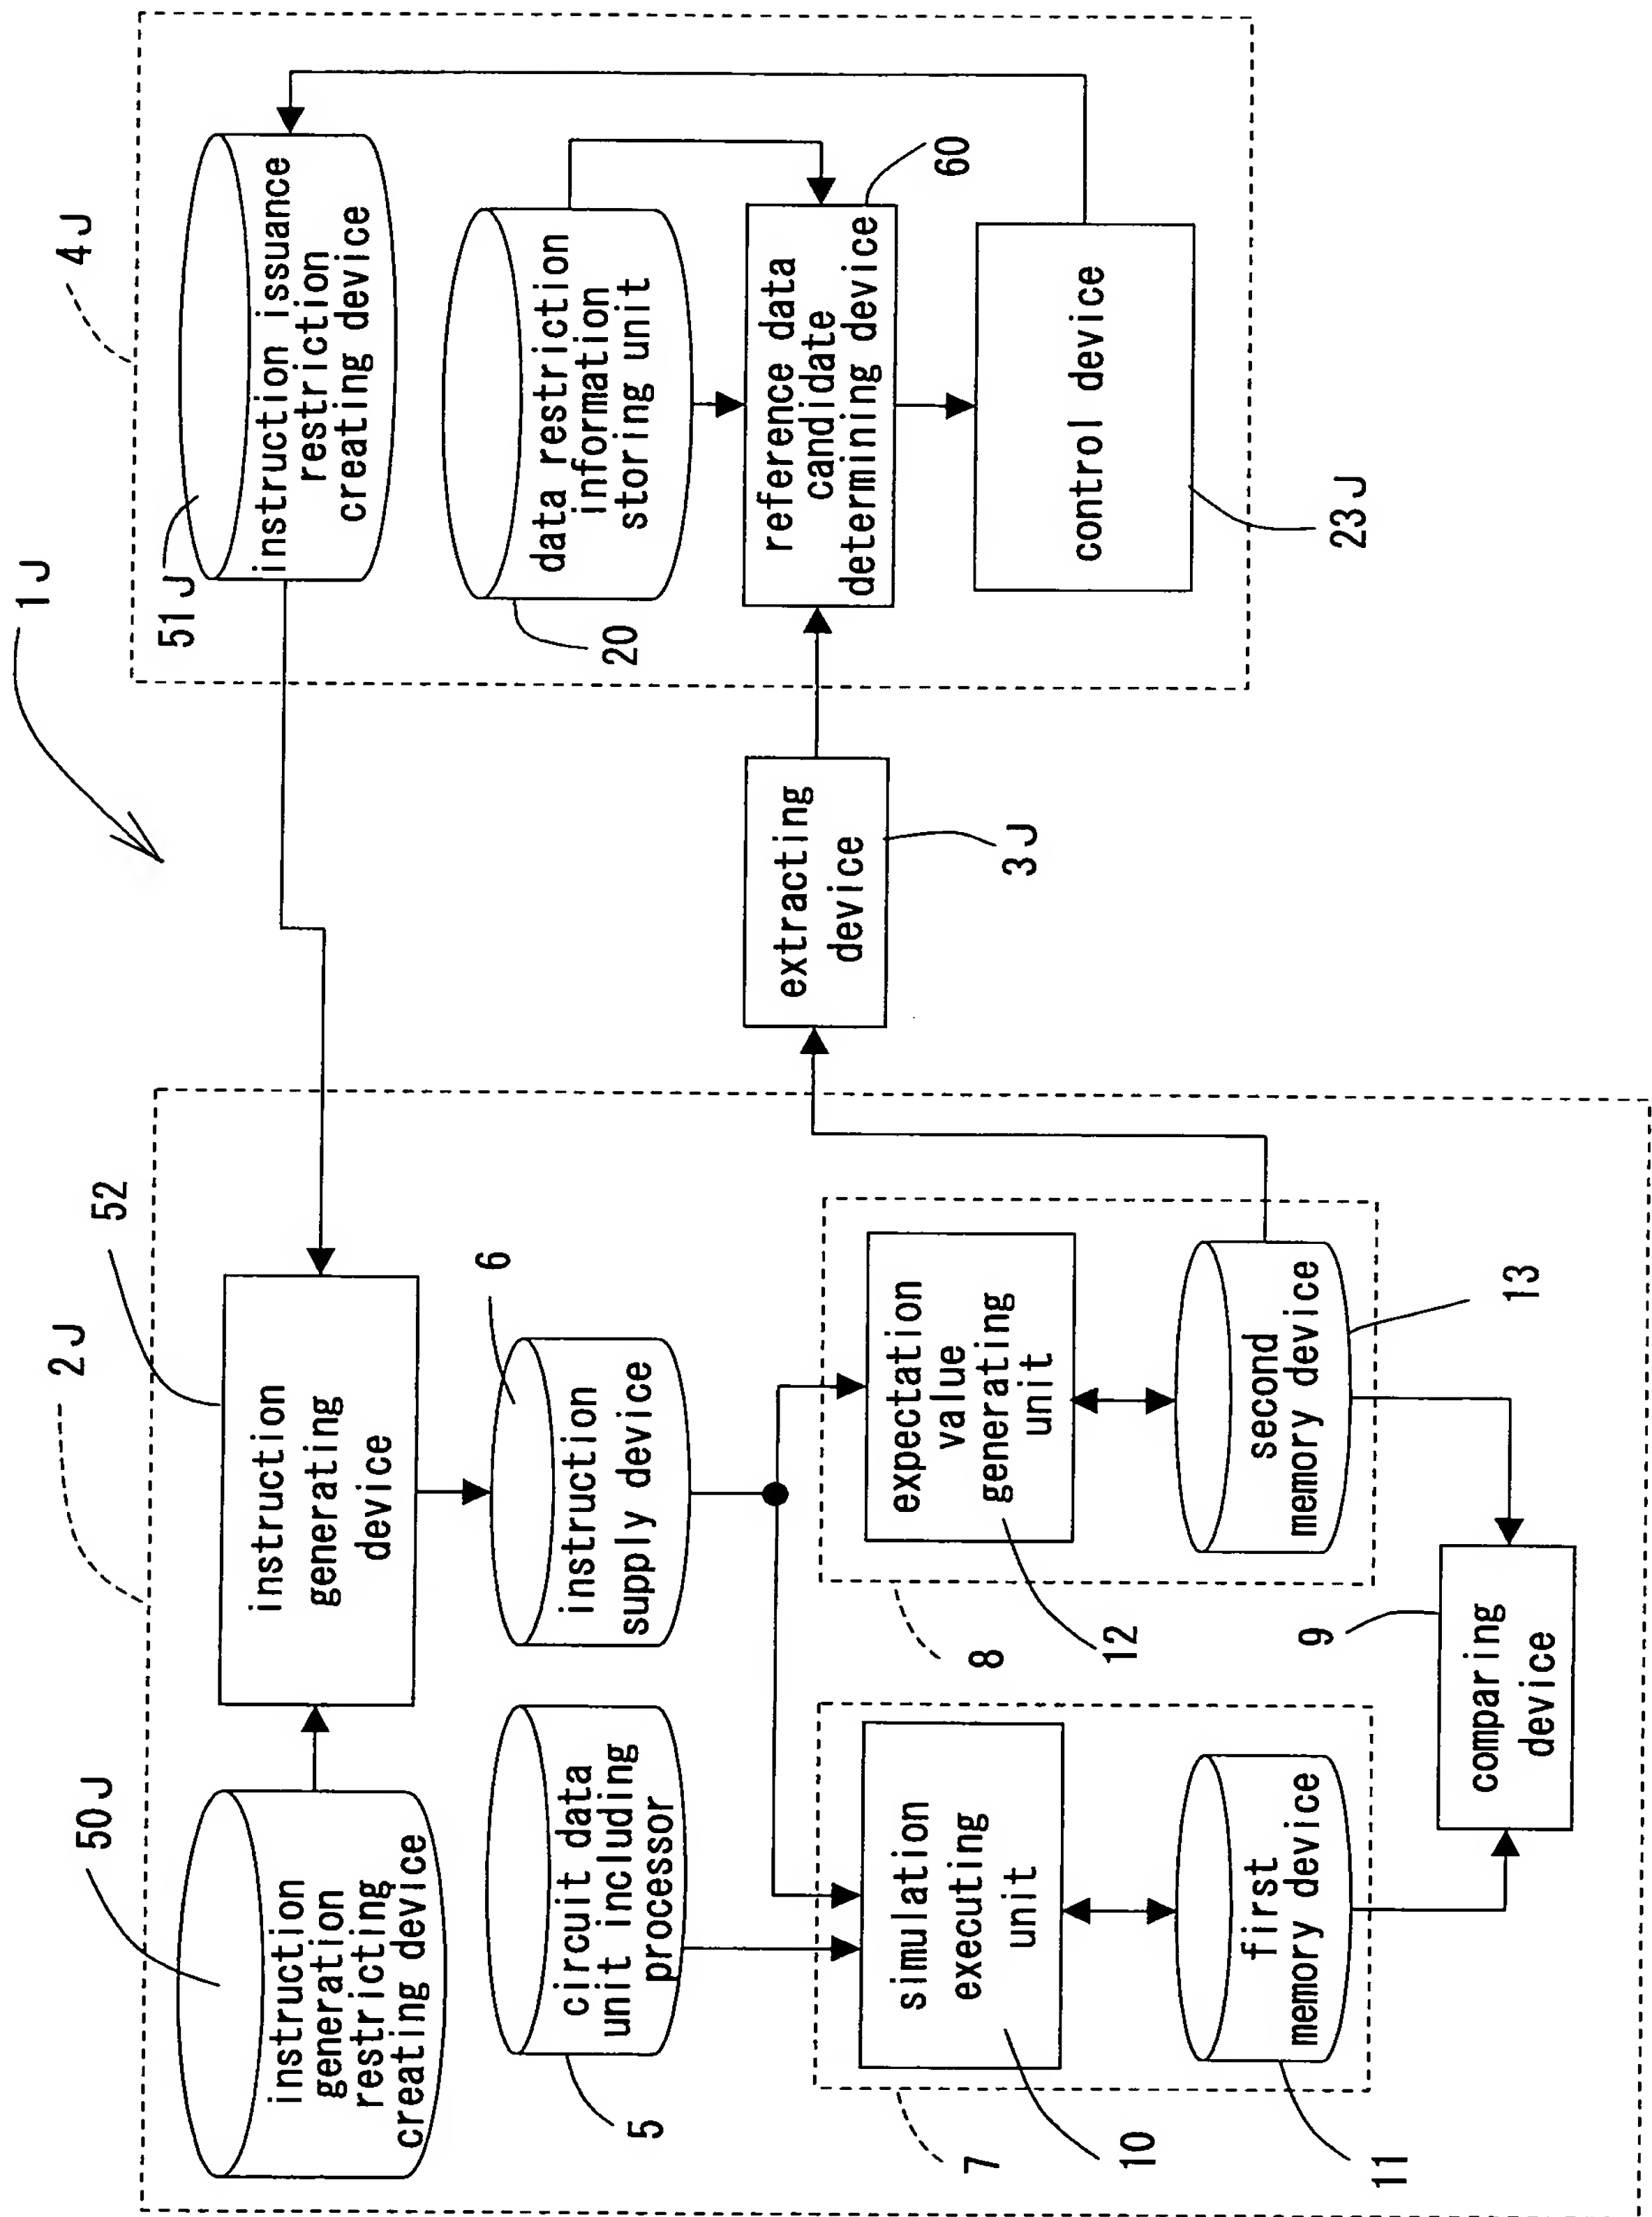 1J
2J
50J
instruction
generation
restricting
creating device
52
instruction
generating
device
5
circuit data
unit including
processor
6
instruction
supply device
7
10
simulation
executing
unit
11
first
memory device
8
12
expectation
value
generating
unit
13
second
memory device
9
comparing
device
3J
extracting
device
4J
51J
instruction issuance
restriction
creating device
20
data restriction
information
storing unit
60
reference data
candidate
determining device
23J
control device